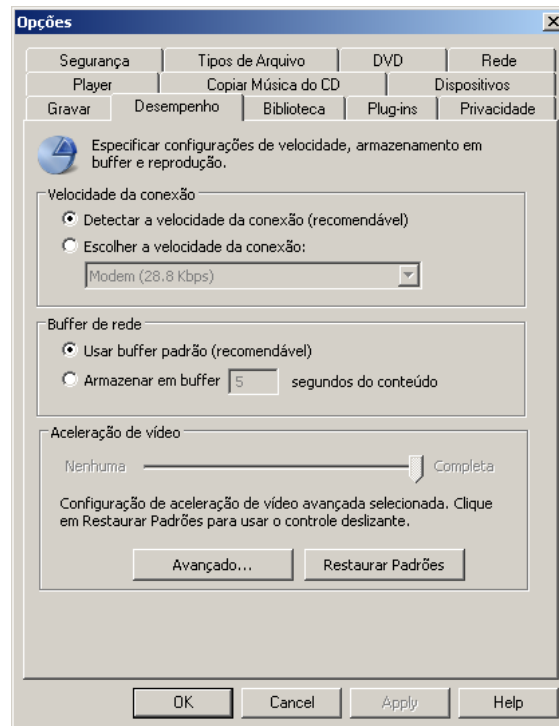 Opções
Segurança Tipos de Arquivo DVD Rede
Player Copiar Música do CD Dispositivos
Gravar Desempenho Biblioteca Plug-ins Privacidade
Especificar configurações de velocidade, armazenamento em
buffer e reprodução.
Velocidade da conexão
Detectar a velocidade da conexão (recomendável)
Escolher a velocidade da conexão:
Modem (28.8 Kbps)
Buffer de rede
Usar buffer padrão (recomendável)
Armazenar em buffer 5 segundos do conteúdo
Aceleração de vídeo
Nenhuma Completa
Configuração de aceleração de vídeo avançada selecionada. Clique
em Restaurar Padrões para usar o controle deslizante.
Avançado... Restaurar Padrões
OK Cancel Apply Help